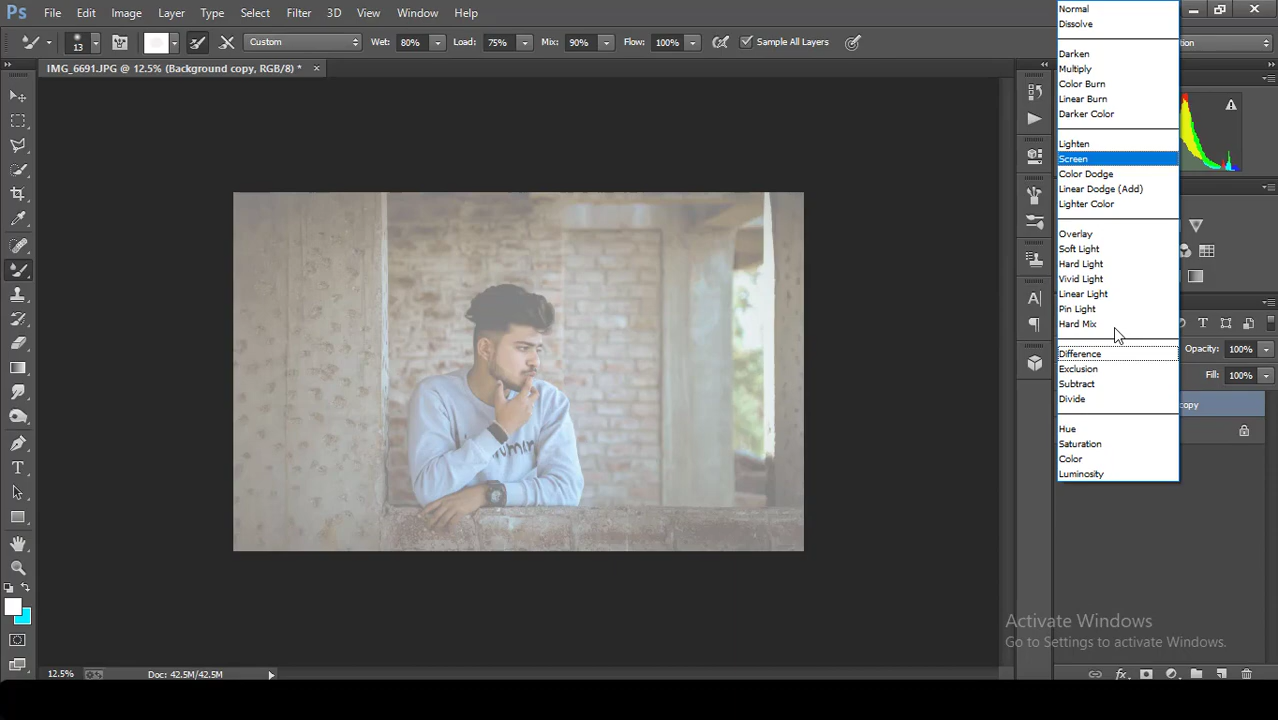 Ps File Edit Image Layer Type Select Filter 3D View Window Help
13 Custom Wet: 80% Load: 75% Mix: 90% Flow: 100% Sample All Layers
IMG_6691.JPG @ 12.5% (Background copy, RGB/8) * ×
Normal
Dissolve
Darken
Multiply
Color Burn
Linear Burn
Darker Color
Lighten
Screen
Color Dodge
Linear Dodge (Add)
Lighter Color
Overlay
Soft Light
Hard Light
Vivid Light
Linear Light
Pin Light
Hard Mix
Difference
Exclusion
Subtract
Divide
Hue
Saturation
Color
Luminosity
Opacity: 100%
Fill: 100%
copy
Activate Windows
Go to Settings to activate Windows.
12.5% Doc: 42.5M/42.5M